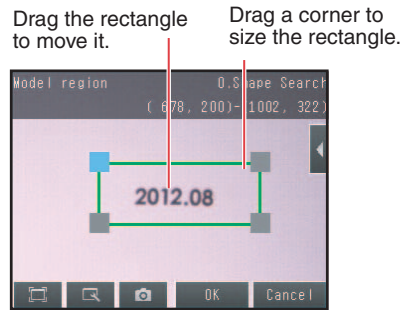 Drag the rectangle
to move it.
Drag a corner to
size the rectangle.
Model region
0.Shape Search
( 678, 200)-(1002, 322)
2012.08
OK
Cancel